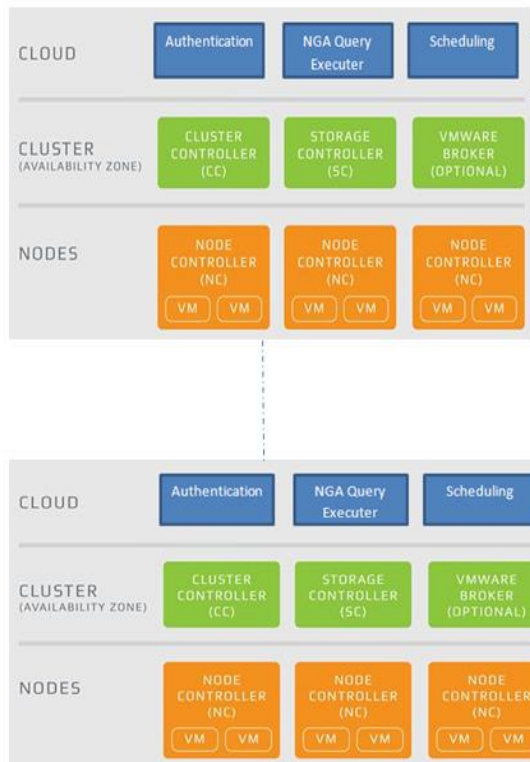 CLOUD
Authentication
NGA Query
Executer
Scheduling
CLUSTER
(AVAILABILITY ZONE)
CLUSTER
CONTROLLER
(CC)
STORAGE
CONTROLLER
(SC)
VMWARE
BROKER
(OPTIONAL)
NODES
NODE
CONTROLLER
(NC)
VM VM
NODE
CONTROLLER
(NC)
VM VM
NODE
CONTROLLER
(NC)
VM VM
CLOUD
Authentication
NGA Query
Executer
Scheduling
CLUSTER
(AVAILABILITY ZONE)
CLUSTER
CONTROLLER
(CC)
STORAGE
CONTROLLER
(SC)
VMWARE
BROKER
(OPTIONAL)
NODES
NODE
CONTROLLER
(NC)
VM VM
NODE
CONTROLLER
(NC)
VM VM
NODE
CONTROLLER
(NC)
VM VM